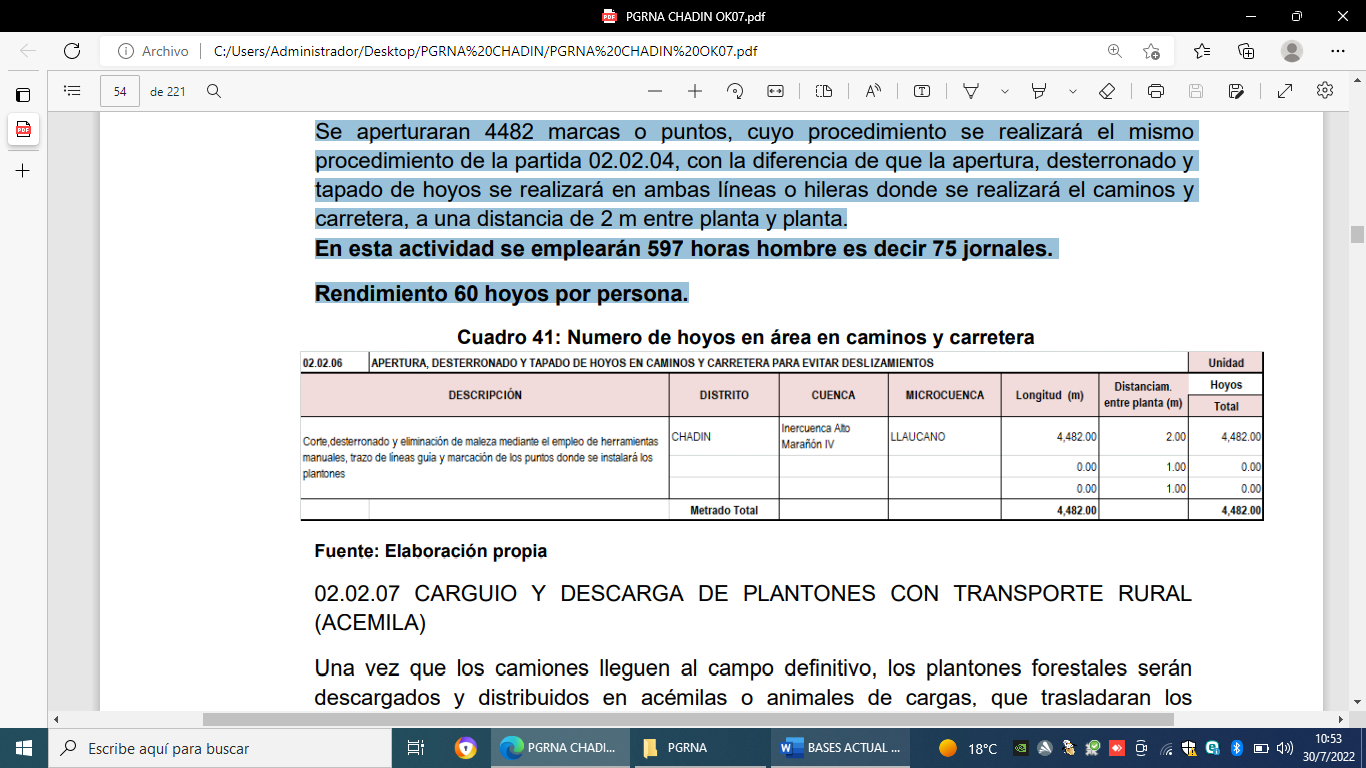 PGRNA CHADIN OK07.pdf
Archivo C:/Users/Administrador/Desktop/PGRNA%20CHADIN/PGRNA%20CHADIN%20OK07.pdf
54 de 221
Se aperturaran 4482 marcas o puntos, cuyo procedimiento se realizará el mismo
procedimiento de la partida 02.02.04, con la diferencia de que la apertura, desterronado y
tapado de hoyos se realizará en ambas líneas o hileras donde se realizará el caminos y
carretera, a una distancia de 2 m entre planta y planta.
En esta actividad se emplearán 597 horas hombre es decir 75 jornales.
Rendimiento 60 hoyos por persona.
Cuadro 41: Numero de hoyos en área en caminos y carretera
02.02.06 APERTURA, DESTERRONADO Y TAPADO DE HOYOS EN CAMINOS Y CARRETERA PARA EVITAR DESLIZAMIENTOS Unidad
DESCRIPCIÓN DISTRITO CUENCA MICROCUENCA Longitud (m) Distanciam. entre planta (m) Hoyos
Total
Corte,desterronado y eliminación de maleza mediante el empleo de herramientas
manuales, trazo de líneas guía y marcación de los puntos donde se instalará los
plantones
CHADIN Inercuenca Alto Marañón IV LLAUCANO 4,482.00 2.00 4,482.00
0.00 1.00 0.00
0.00 1.00 0.00
Metrado Total 4,482.00 4,482.00
Fuente: Elaboración propia
02.02.07 CARGUIO Y DESCARGA DE PLANTONES CON TRANSPORTE RURAL
(ACEMILA)
Una vez que los camiones lleguen al campo definitivo, los plantones forestales serán
descargados y distribuidos en acémilas o animales de cargas, que trasladaran los
Escribe aquí para buscar
PGRNA CHADI...
PGRNA
BASES ACTUAL ...
18°C
10:53
30/7/2022